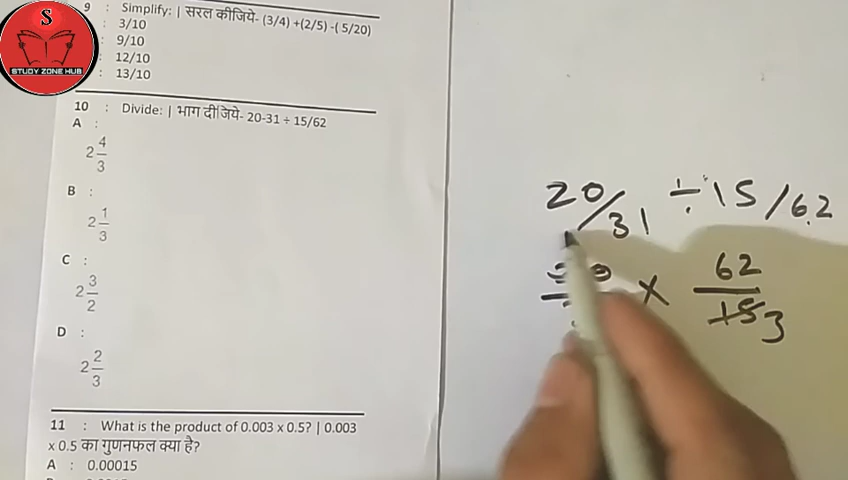 S
STUDY ZONE HUB
9 : Simplify: | सरल कीजिये- (3/4) +(2/5) -( 5/20)
: 3/10
: 9/10
: 12/10
: 13/10
10 : Divide: | भाग दीजिये- 20-31 ÷ 15/62
A :
2 4/3
B :
2 1/3
C :
2 3/2
D :
2 2/3
11 : What is the product of 0.003 x 0.5? | 0.003
x 0.5 का गुणनफल क्या है?
A : 0.00015
20/31 ÷ 15/62
x 62/15 3